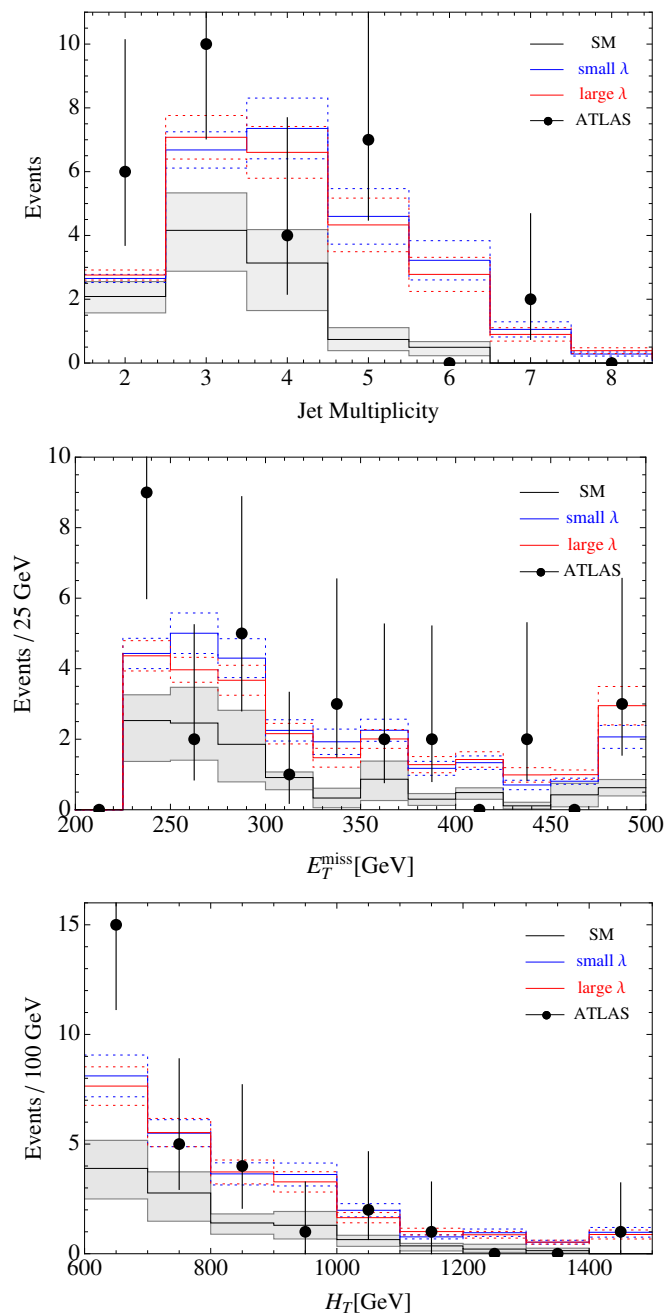 10
8
6
4
2
0
Events
SM
small λ
large λ
ATLAS
2 3 4 5 6 7 8
Jet Multiplicity
10
8
6
4
2
0
Events / 25 GeV
SM
small λ
large λ
ATLAS
200 250 300 350 400 450 500
E_T^miss[GeV]
15
10
5
0
Events / 100 GeV
SM
small λ
large λ
ATLAS
600 800 1000 1200 1400
H_T[GeV]